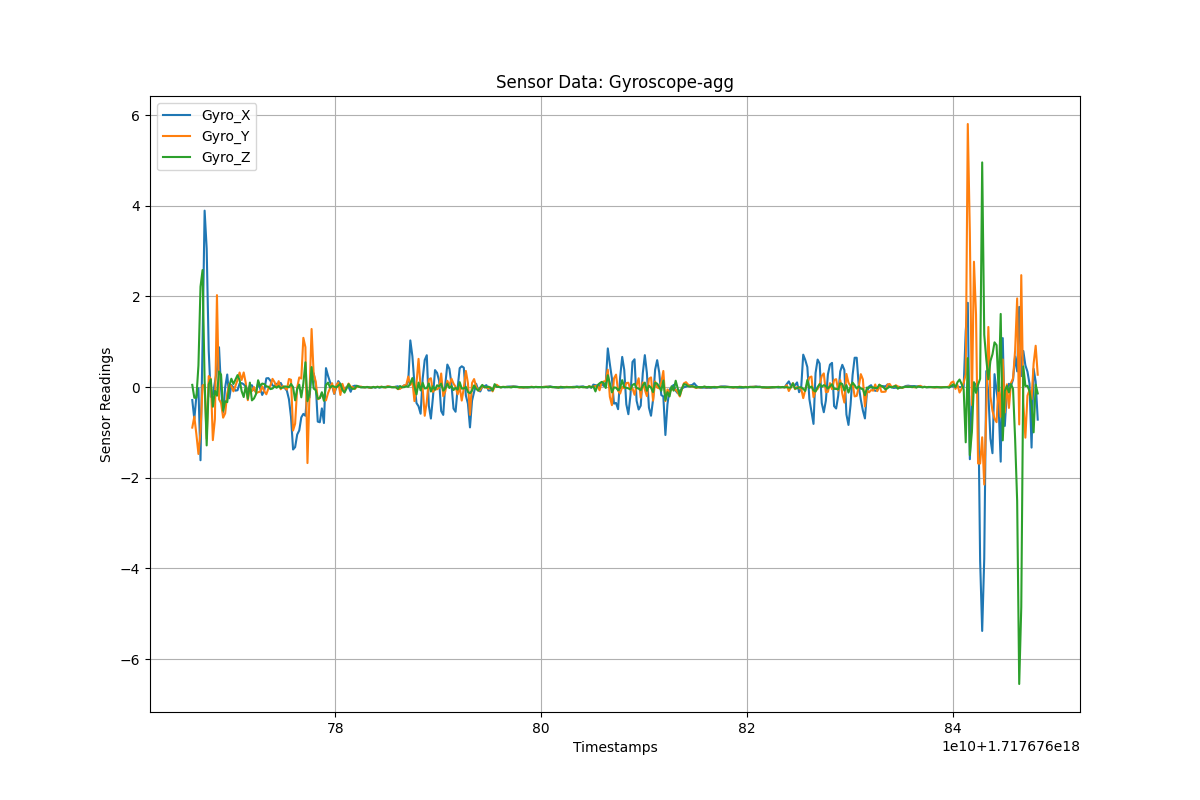 Sensor Data: Gyroscope-agg
Gyro_X
Gyro_Y
Gyro_Z
6
4
2
0
−2
−4
−6
Sensor Readings
78
80
82
84
Timestamps
1e10+1.717676e18